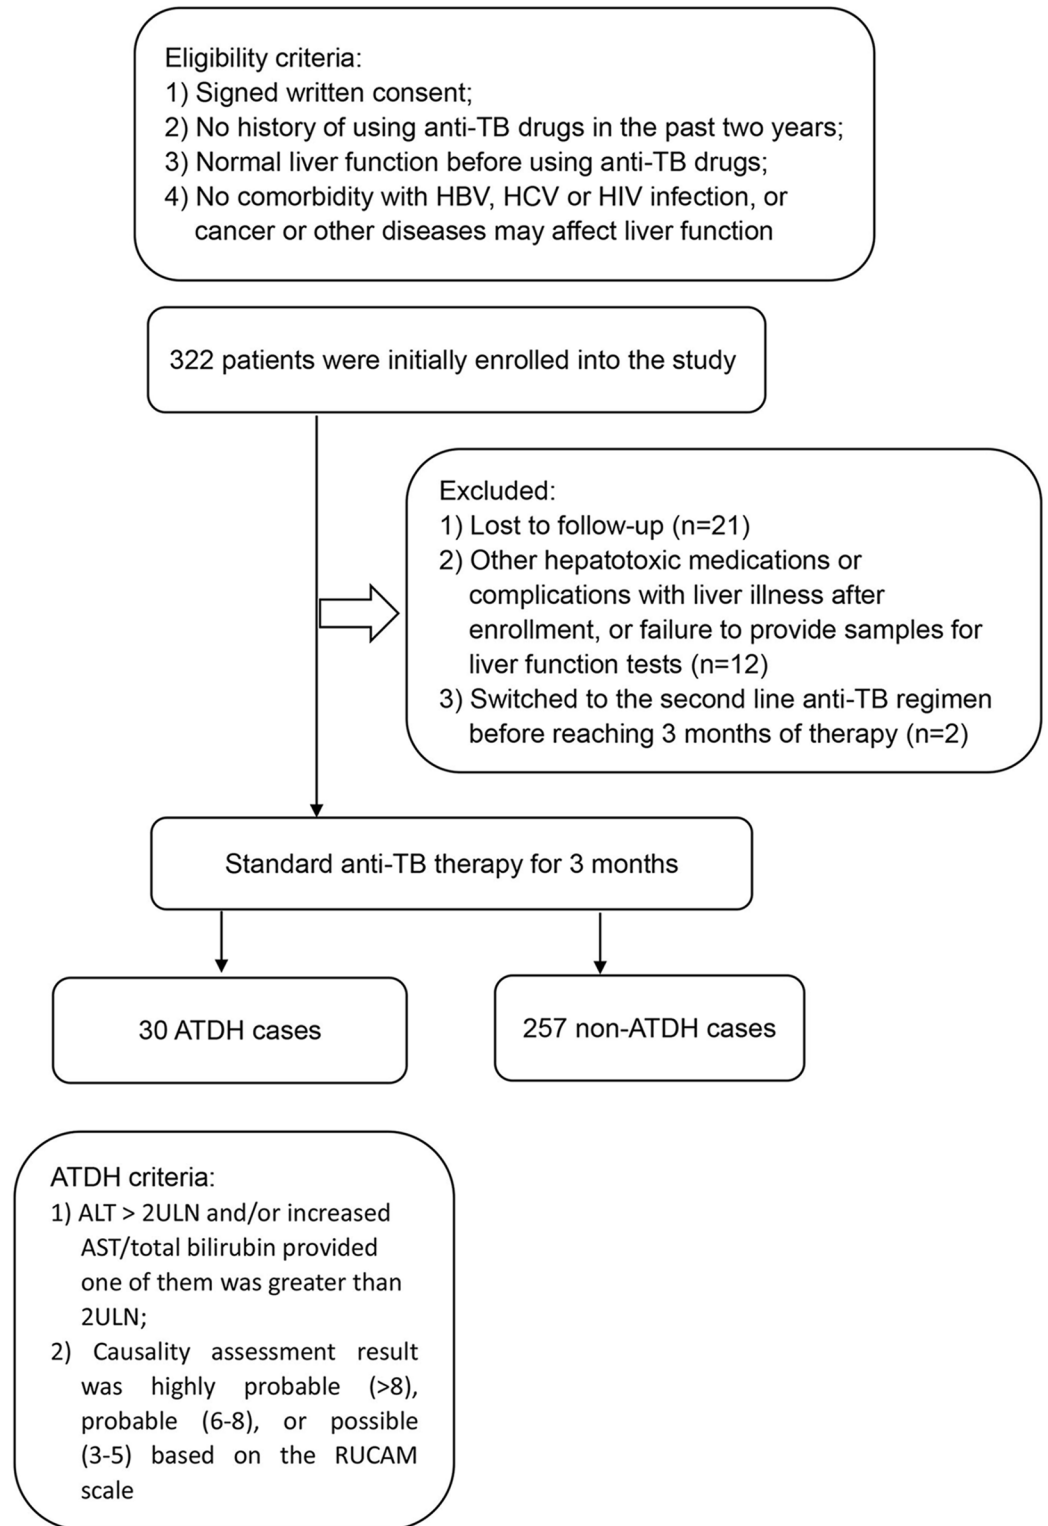 Eligibility criteria:
1) Signed written consent;
2) No history of using anti-TB drugs in the past two years;
3) Normal liver function before using anti-TB drugs;
4) No comorbidity with HBV, HCV or HIV infection, or
cancer or other diseases may affect liver function
322 patients were initially enrolled into the study
Excluded:
1) Lost to follow-up (n=21)
2) Other hepatotoxic medications or
complications with liver illness after
enrollment, or failure to provide samples for
liver function tests (n=12)
3) Switched to the second line anti-TB regimen
before reaching 3 months of therapy (n=2)
Standard anti-TB therapy for 3 months
30 ATDH cases
257 non-ATDH cases
ATDH criteria:
1) ALT > 2ULN and/or increased
AST/total bilirubin provided
one of them was greater than
2ULN;
2) Causality assessment result
was highly probable (>8),
probable (6-8), or possible
(3-5) based on the RUCAM
scale